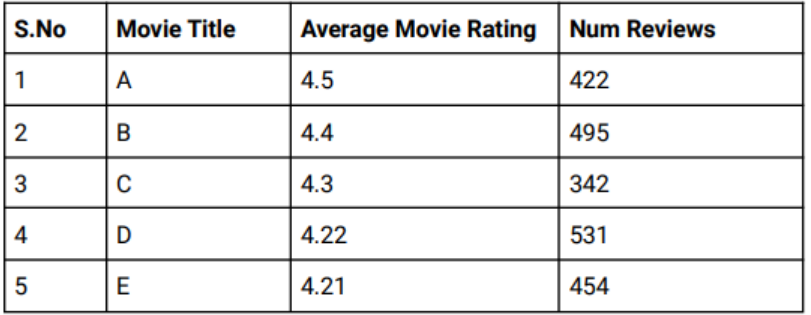 S.No Movie Title Average Movie Rating Num Reviews
1 A 4.5 422
2 B 4.4 495
3 C 4.3 342
4 D 4.22 531
5 E 4.21 454